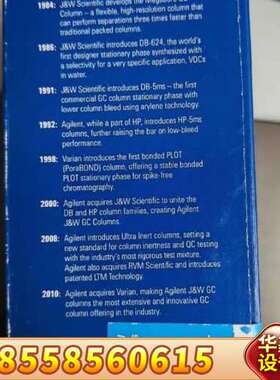 1984: J&W Scientific develops the Megabore
Column – a flexible, high-resolution column that
can perform separations three times faster than
traditional packed columns.
1986: J&W Scientific introduces DB-624, the world's
first designer stationary phase synthesized with
a selectivity for a very specific application, VOCs
in water.
1991: J&W Scientific introduces DB-5ms – the first
commercial GC column stationary phase with
lower column bleed using arylene technology.
1992: Agilent, while a part of HP, introduces HP-5ms
columns, further raising the bar on low-bleed
performance.
1998: Varian introduces the first bonded PLOT
(PoraBOND) column, offering a stable bonded
PLOT stationary phase for spike-free
chromatography.
2000: Agilent acquires J&W Scientific to unite the
DB and HP column families, creating Agilent
J&W GC Columns.
2008: Agilent introduces Ultra Inert columns, setting a
new standard for column inertness and QC testing
with the industry's most rigorous test mixture.
Agilent also acquires RVM Scientific and introduces
patented LTM Technology.
2010: Agilent acquires Varian, making Agilent J&W GC
columns the most extensive and innovative GC
column offering in the industry.
8558560615